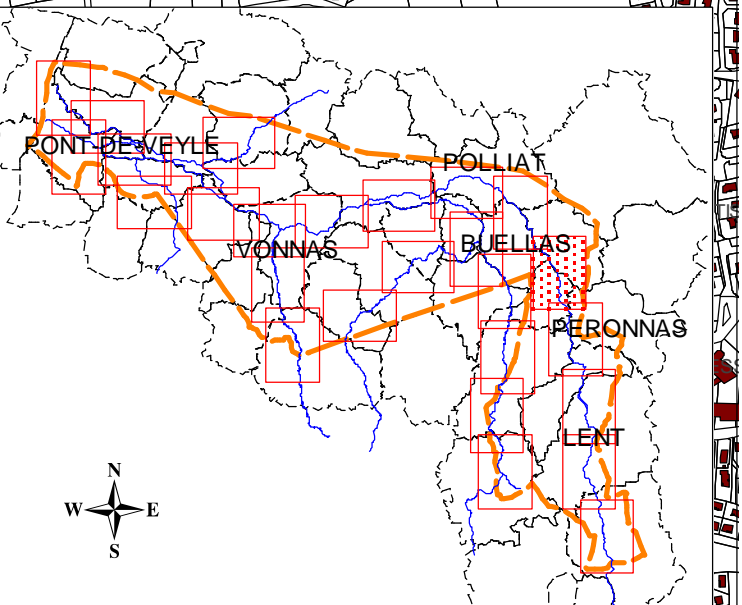 PONT DE VEYLE
POLLIAT
VONNAS
BUELLAS
PERONNAS
LENT
N
W E
S